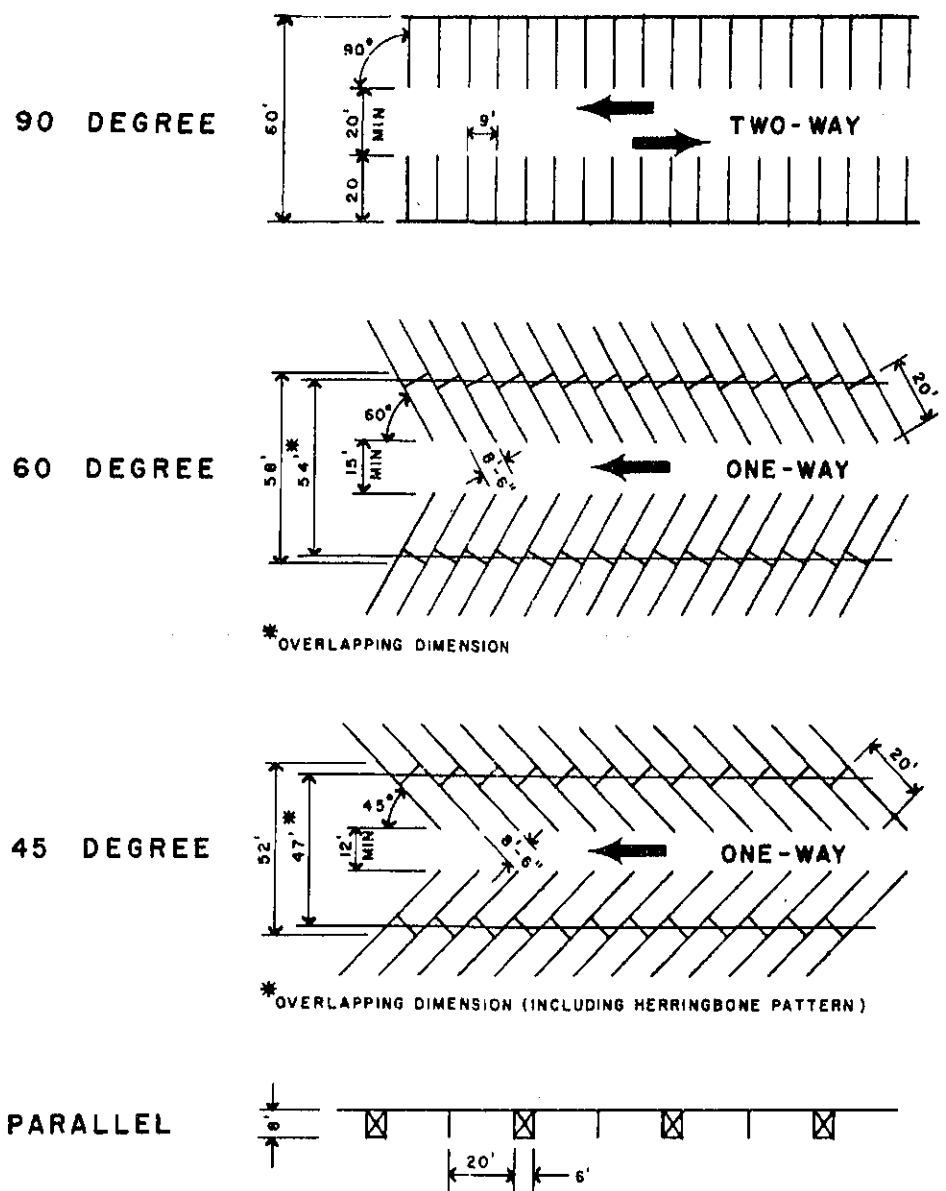 90 DEGREE
60'
90°
20' MIN
20
9'
TWO-WAY
60 DEGREE
58'
54'*
60°
15' MIN
8'-6"
20'
ONE-WAY
*OVERLAPPING DIMENSION
45 DEGREE
52'
47'*
45°
12' MIN
8'-6"
20'
ONE-WAY
*OVERLAPPING DIMENSION (INCLUDING HERRINGBONE PATTERN)
PARALLEL
8'
20'
6'